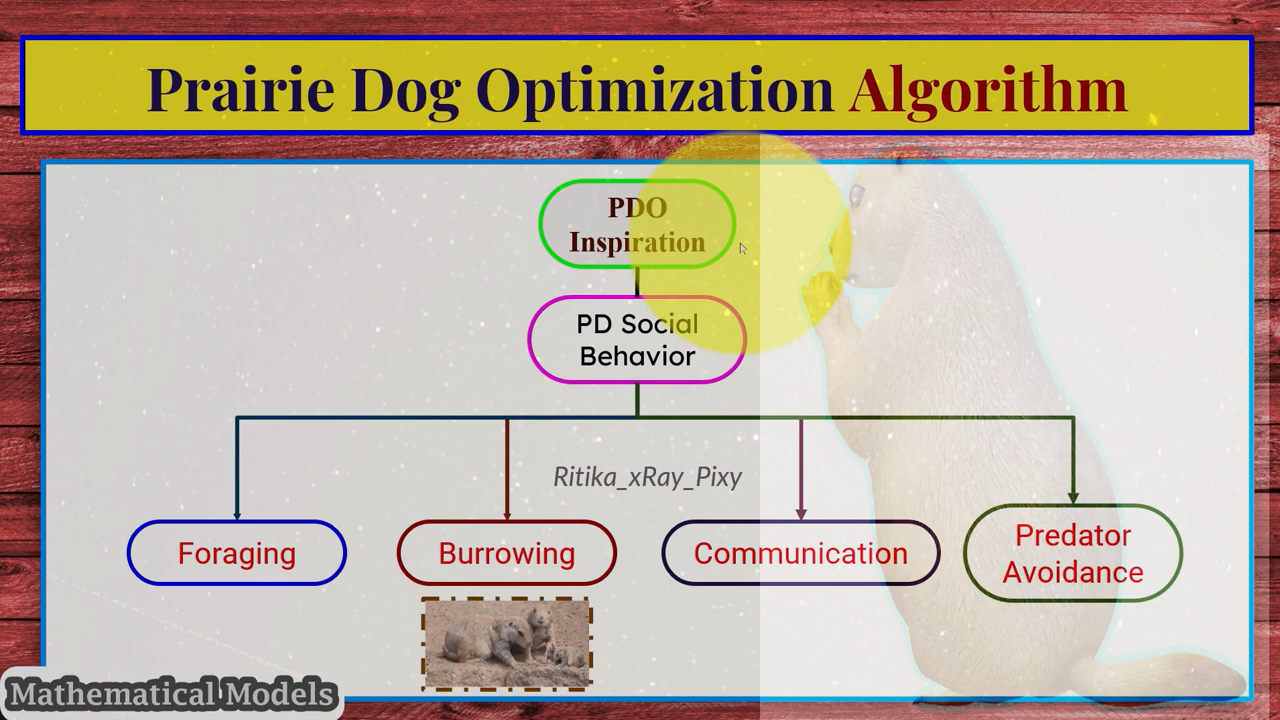 Prairie Dog Optimization Algorithm
PDO
Inspiration
PD Social
Behavior
Ritika_xRay_Pixy
Foraging
Burrowing
Communication
Predator
Avoidance
Mathematical Models